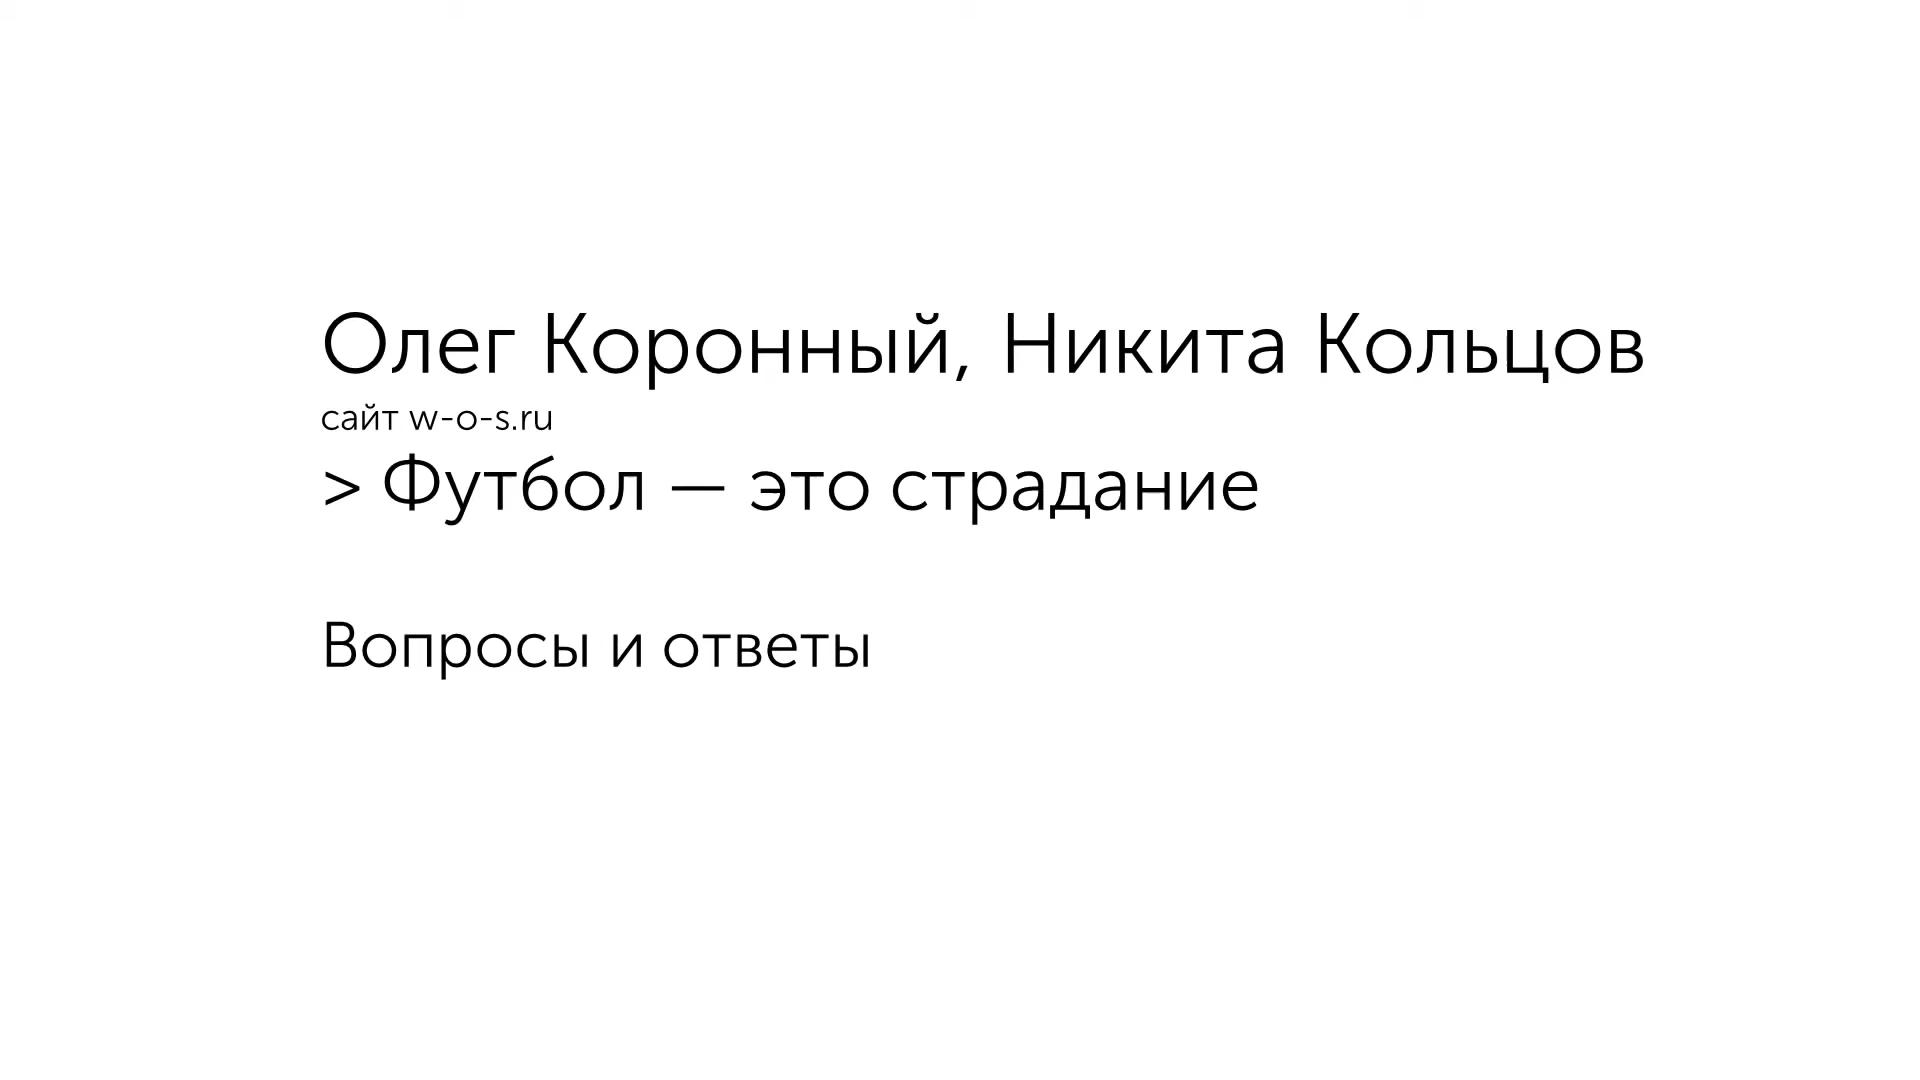 Олег Коронный, Никита Кольцов
сайт w-o-s.ru
> Футбол — это страдание
Вопросы и ответы